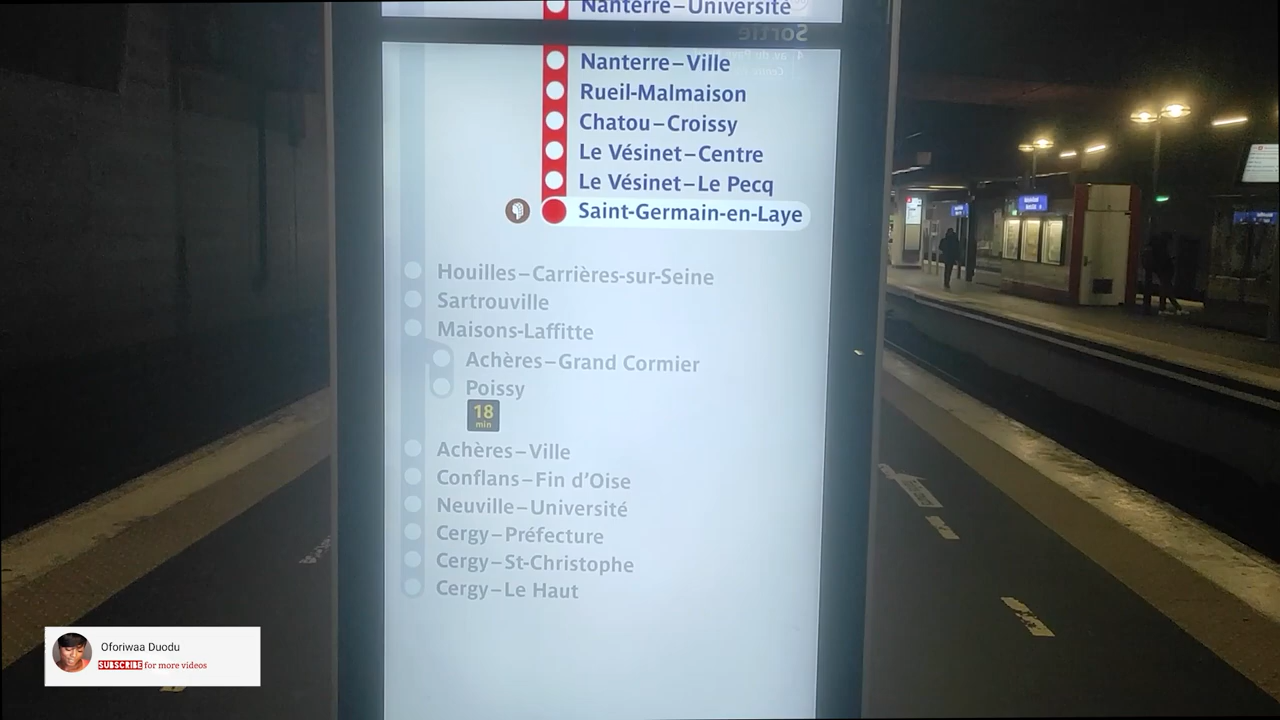 Nanterre–Université
Sortie
Nanterre–Ville
Rueil-Malmaison
Chatou–Croissy
Le Vésinet–Centre
Le Vésinet–Le Pecq
Saint-Germain-en-Laye
Houilles–Carrières-sur-Seine
Sartrouville
Maisons-Laffitte
Achères–Grand Cormier
Poissy
18
min
Achères–Ville
Conflans–Fin d'Oise
Neuville–Université
Cergy–Préfecture
Cergy–St-Christophe
Cergy–Le Haut
Oforiwaa Duodu
SUBSCRIBE for more videos